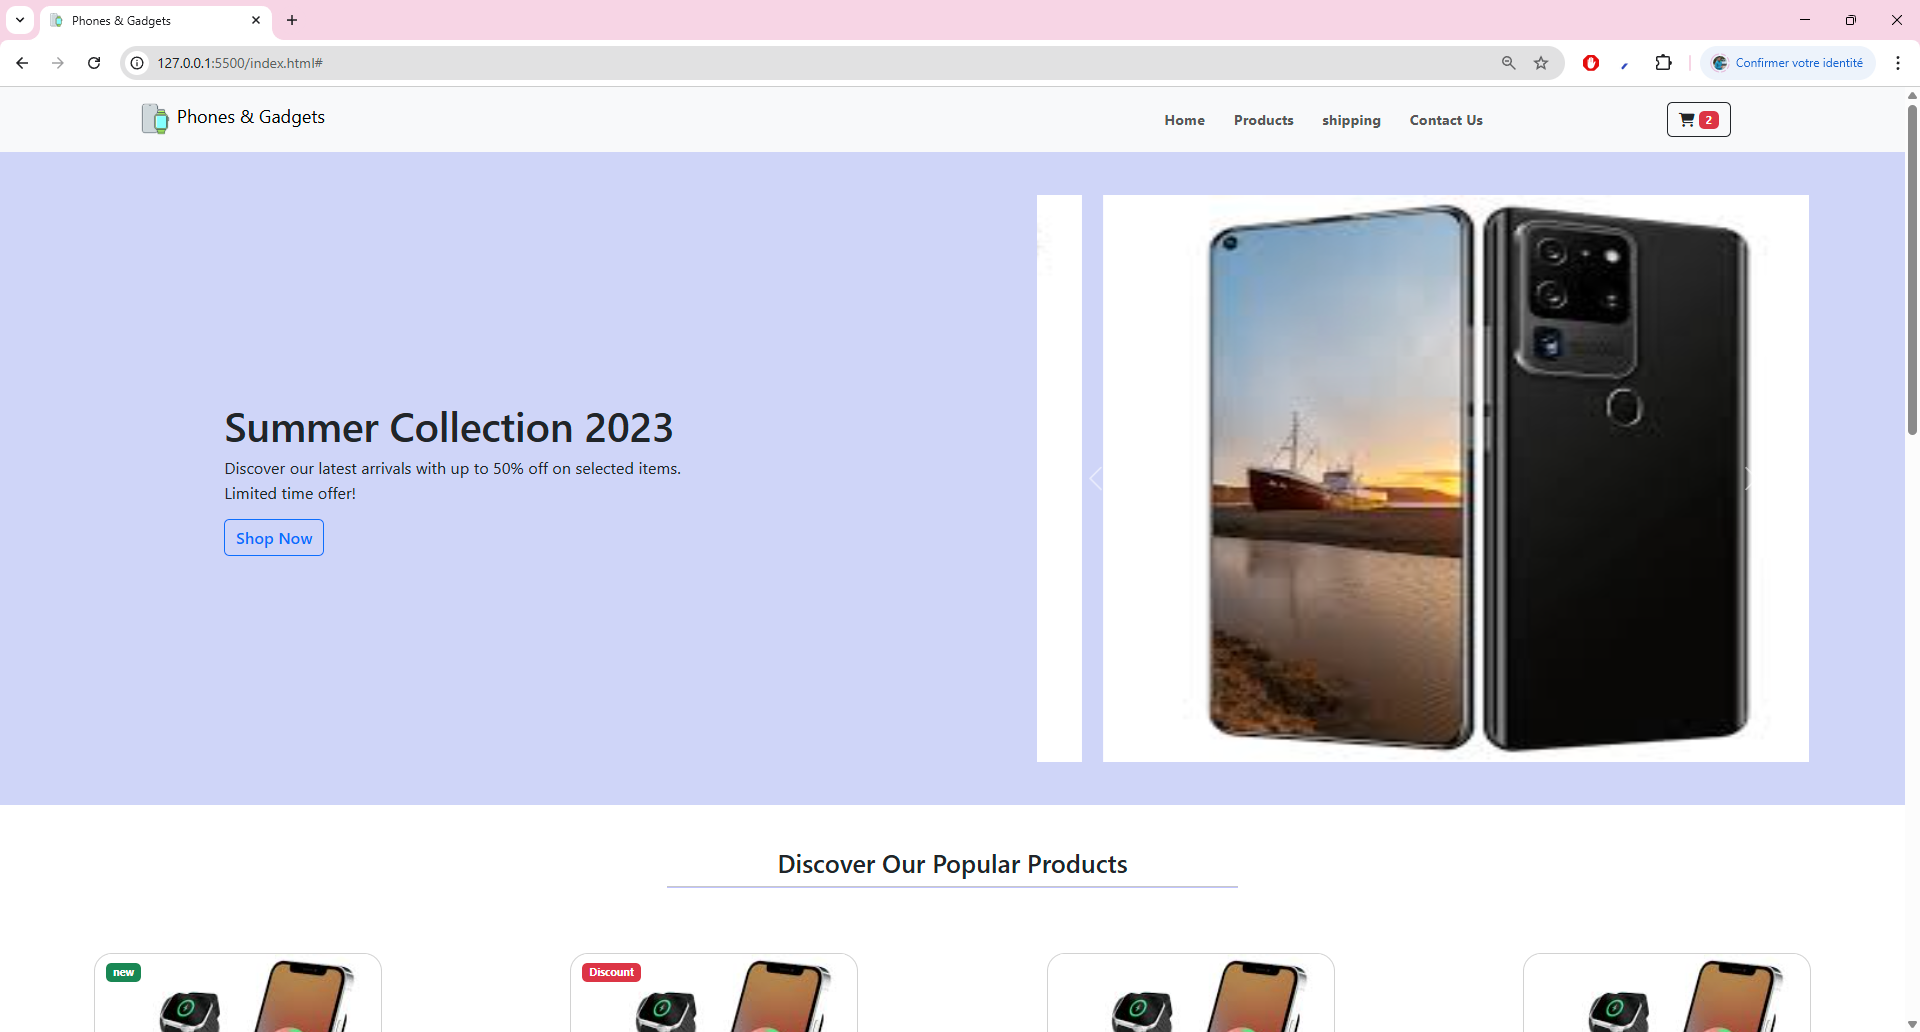 Phones & Gadgets
127.0.0.1:5500/index.html#
Confirmer votre identité
Phones & Gadgets
Home
Products
shipping
Contact Us
2
Summer Collection 2023
Discover our latest arrivals with up to 50% off on selected items.
Limited time offer!
Shop Now
Discover Our Popular Products
new
Discount